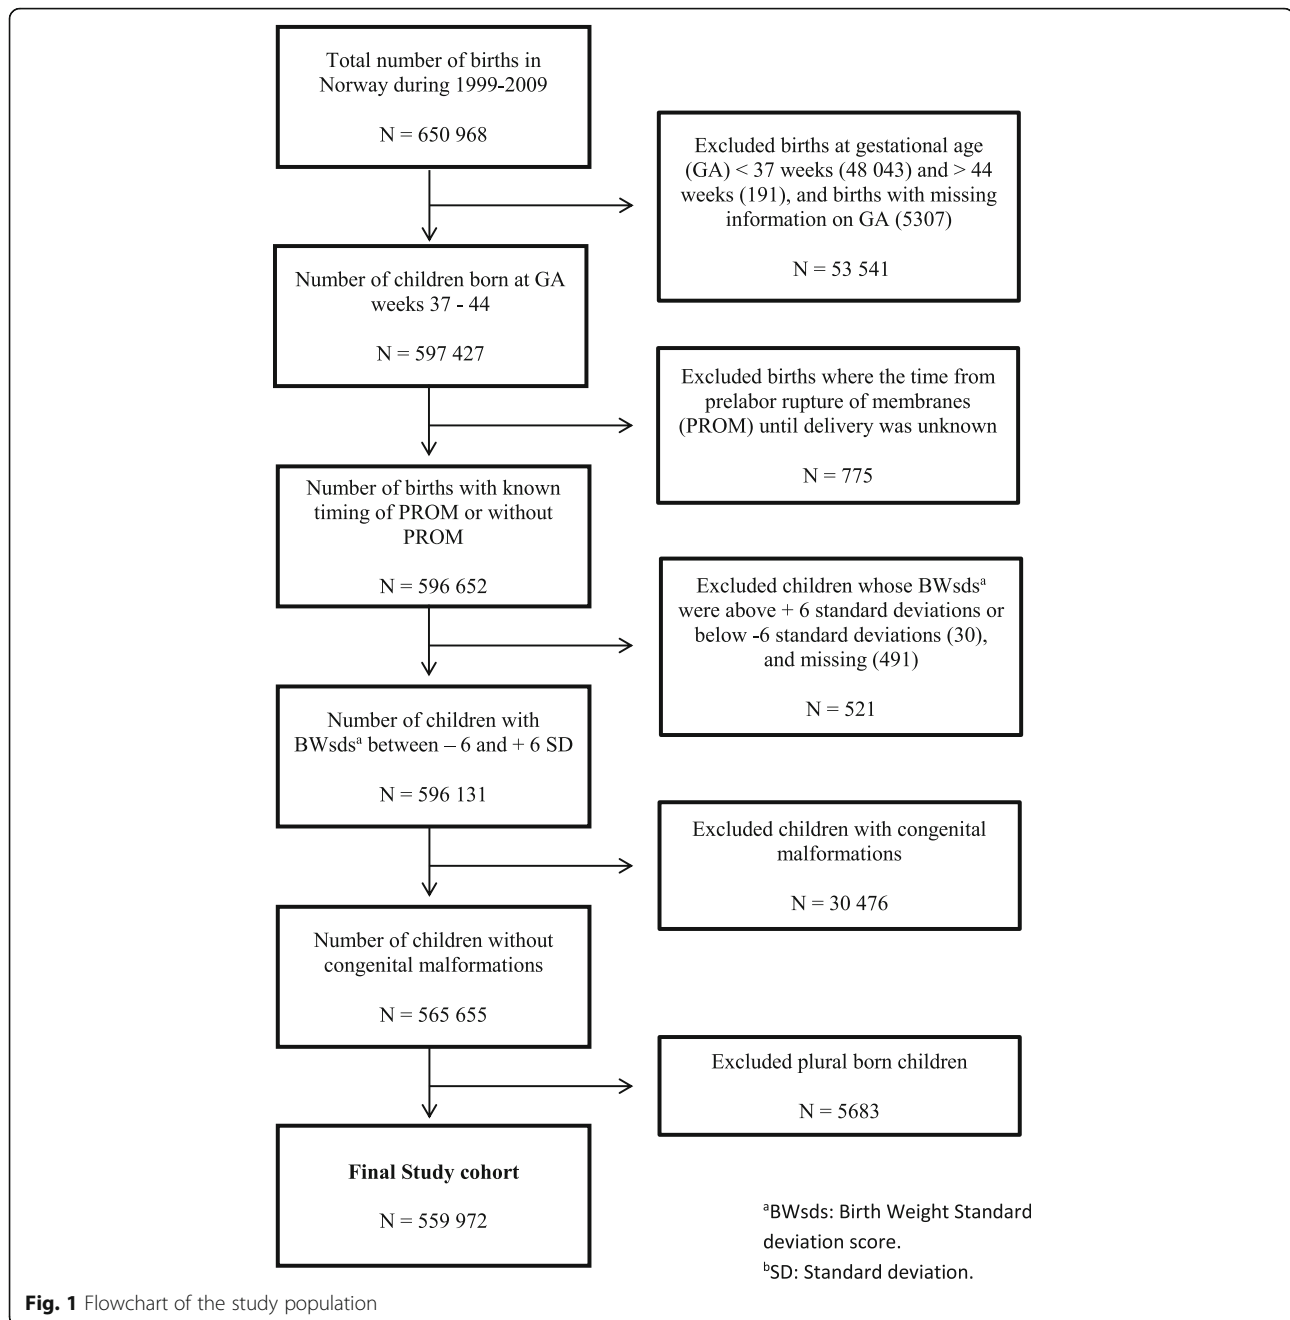 Total number of births in
Norway during 1999-2009
N = 650 968
Excluded births at gestational age
(GA) < 37 weeks (48 043) and > 44
weeks (191), and births with missing
information on GA (5307)
N = 53 541
Number of children born at GA
weeks 37 - 44
N = 597 427
Excluded births where the time from
prelabor rupture of membranes
(PROM) until delivery was unknown
N = 775
Number of births with known
timing of PROM or without
PROM
N = 596 652
Excluded children whose BWsdsᵃ
were above + 6 standard deviations or
below -6 standard deviations (30),
and missing (491)
N = 521
Number of children with
BWsdsᵃ between – 6 and + 6 SD
N = 596 131
Excluded children with congenital
malformations
N = 30 476
Number of children without
congenital malformations
N = 565 655
Excluded plural born children
N = 5683
Final Study cohort
N = 559 972
ᵃBWsds: Birth Weight Standard
deviation score.
ᵇSD: Standard deviation.
Fig. 1 Flowchart of the study population